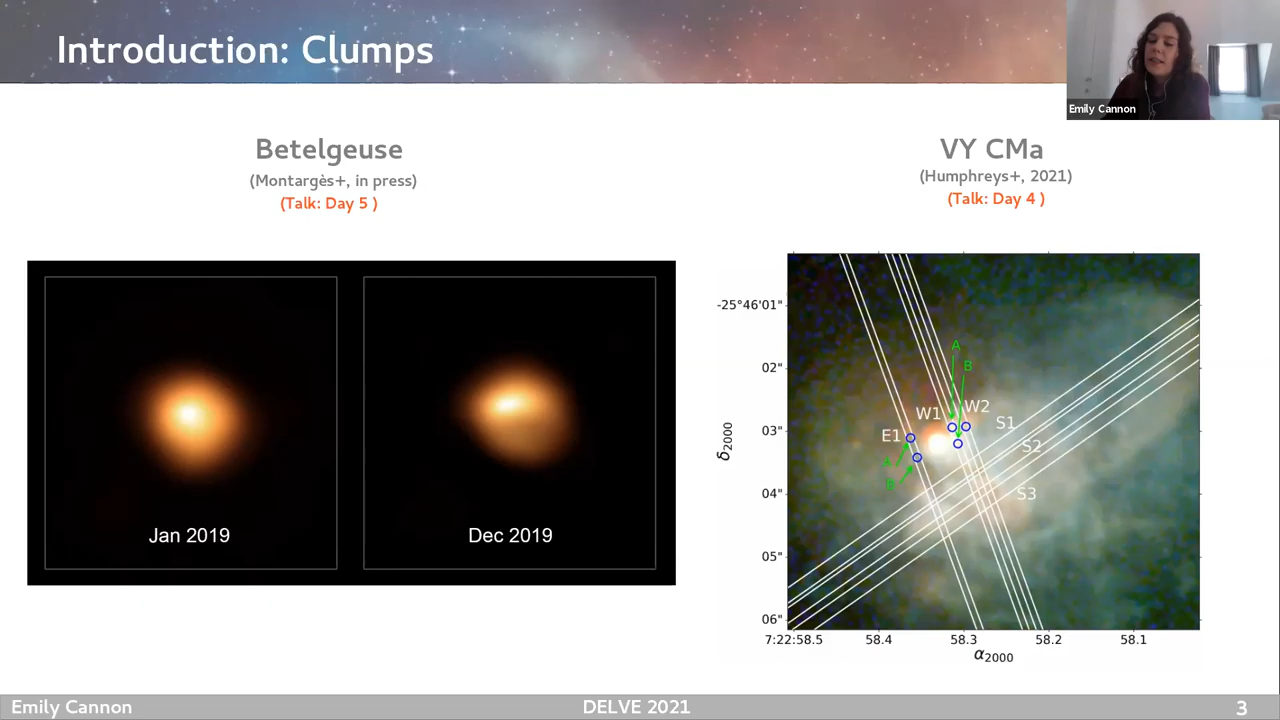 Introduction: Clumps
Emily Cannon
Betelgeuse
(Montargès+, in press)
(Talk: Day 5 )
VY CMa
(Humphreys+, 2021)
(Talk: Day 4 )
Jan 2019
Dec 2019
-25°46'01"
02"
03"
04"
05"
06"
δ2000
A
B
W1
W2
S1
E1
S2
A
B
S3
7:22:58.5
58.4
58.3
58.2
58.1
α2000
Emily Cannon
DELVE 2021
3